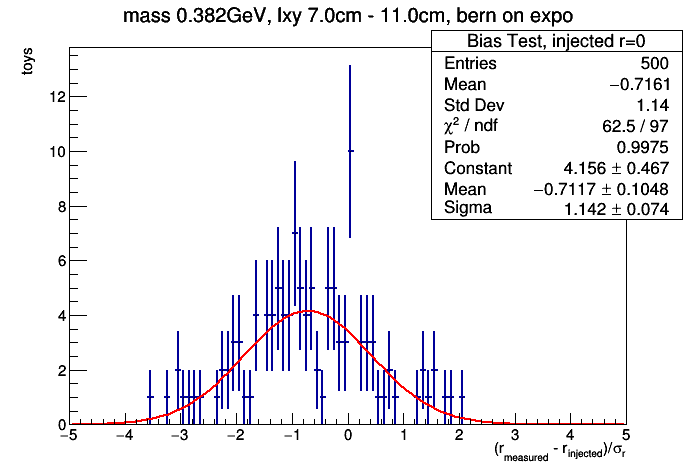 mass 0.382GeV, lxy 7.0cm - 11.0cm, bern on expo
toys
Bias Test, injected r=0
Entries 500
Mean −0.7161
Std Dev 1.14
χ² / ndf 62.5 / 97
Prob 0.9975
Constant 4.156 ± 0.467
Mean −0.7117 ± 0.1048
Sigma 1.142 ± 0.074
12
10
8
6
4
2
0
−5 −4 −3 −2 −1 0 1 2 3 4 5
(r_measured - r_injected)/σ_r